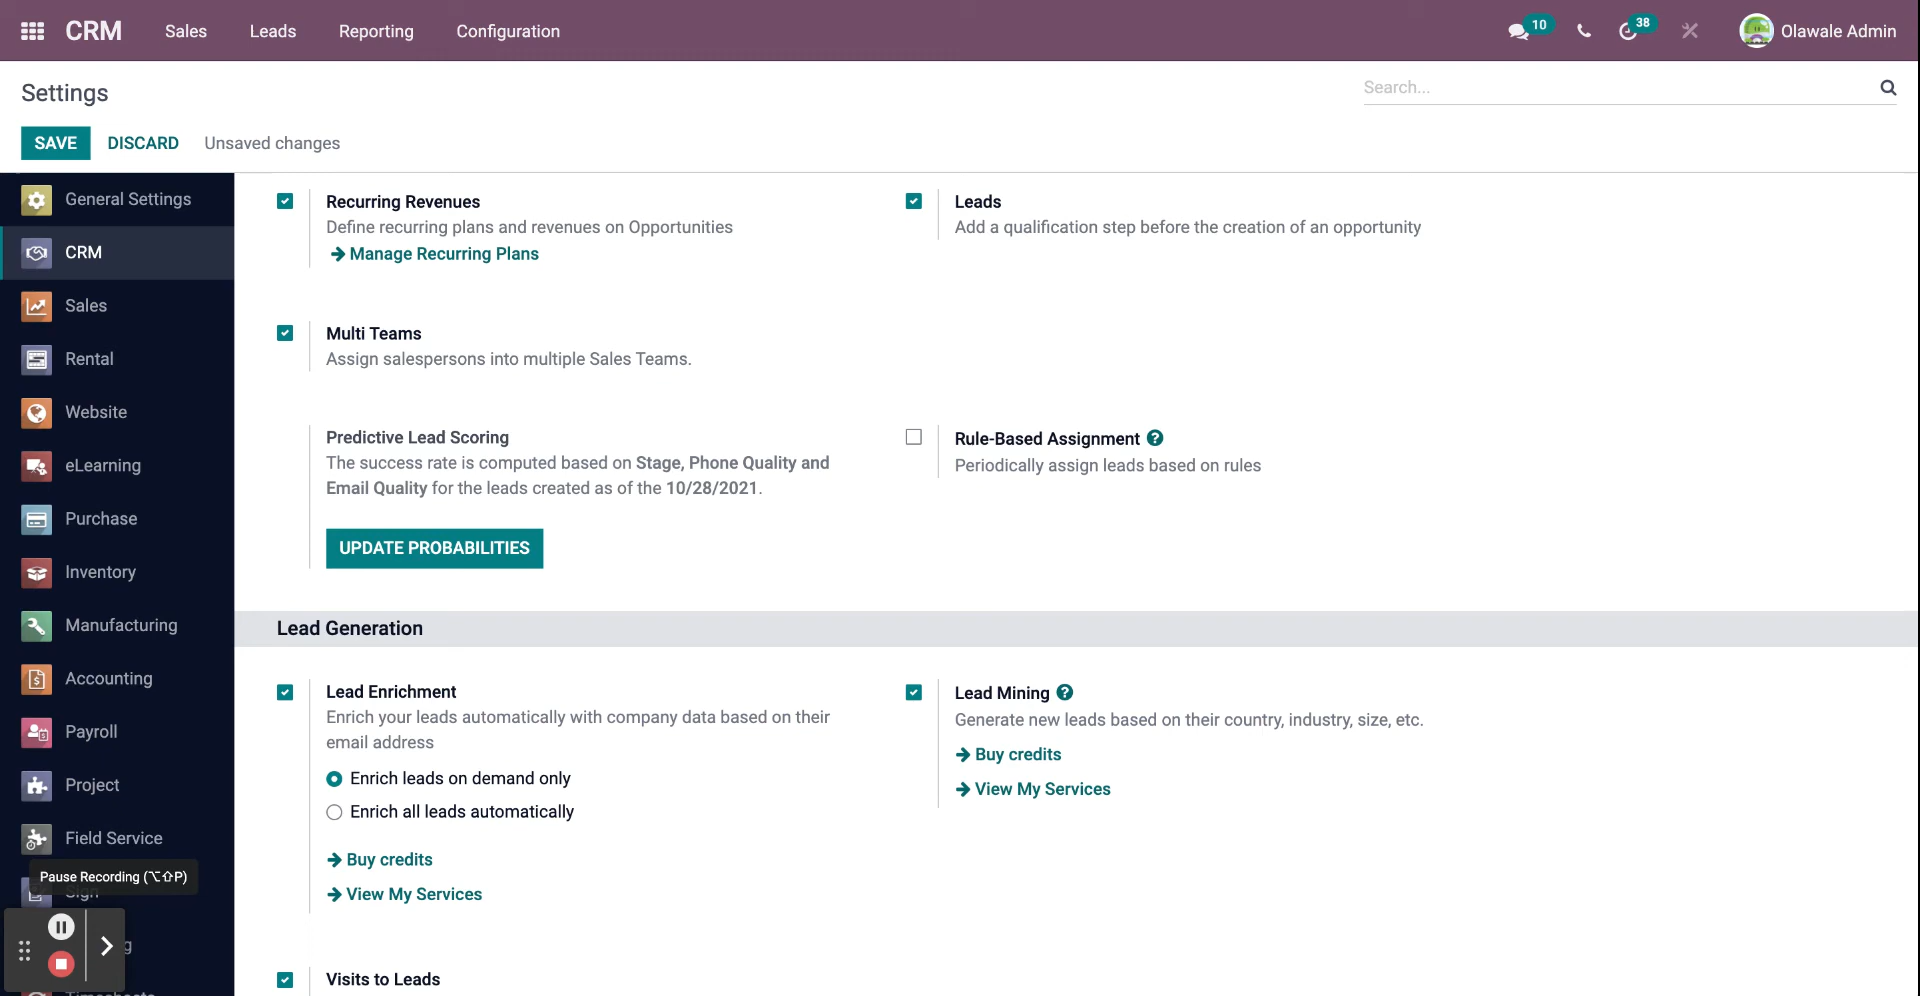 CRM Sales Leads Reporting Configuration 10 38 Olawale Admin
Settings
Search...
SAVE DISCARD Unsaved changes
General Settings
CRM
Sales
Rental
Website
eLearning
Purchase
Inventory
Manufacturing
Accounting
Payroll
Project
Field Service
Pause Recording (⌥⇧P)
Sign
Recurring Revenues
Define recurring plans and revenues on Opportunities
Manage Recurring Plans
Leads
Add a qualification step before the creation of an opportunity
Multi Teams
Assign salespersons into multiple Sales Teams.
Predictive Lead Scoring
The success rate is computed based on Stage, Phone Quality and
Email Quality for the leads created as of the 10/28/2021.
UPDATE PROBABILITIES
Rule-Based Assignment ?
Periodically assign leads based on rules
Lead Generation
Lead Enrichment
Enrich your leads automatically with company data based on their
email address
Enrich leads on demand only
Enrich all leads automatically
Buy credits
View My Services
Lead Mining ?
Generate new leads based on their country, industry, size, etc.
Buy credits
View My Services
Visits to Leads